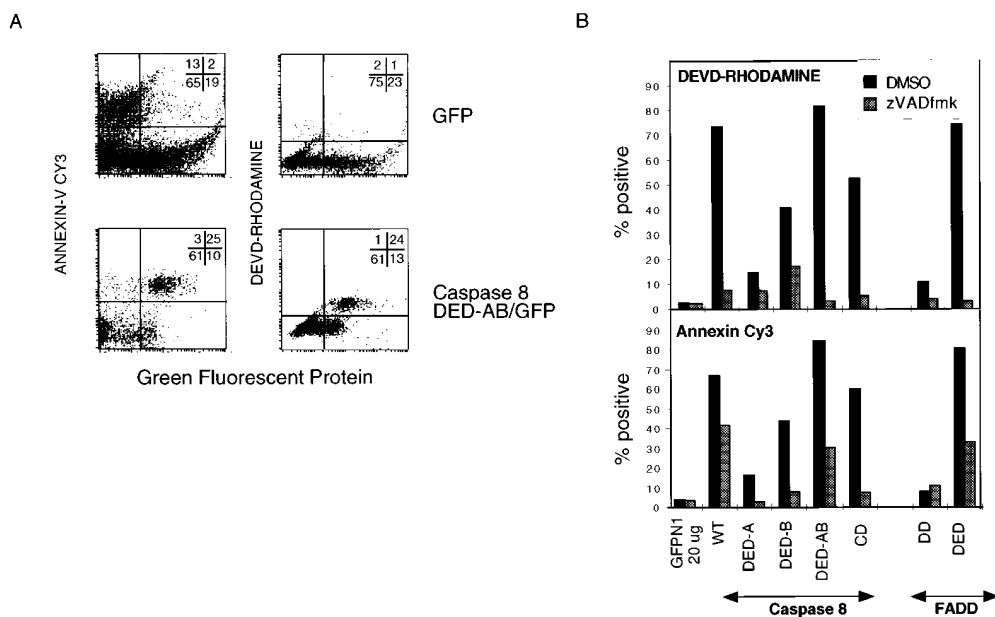 A
ANNEXIN-V CY3
13 2
65 19
DEVD-RHODAMINE
2 1
75 23
GFP
3 25
61 10
1 24
61 13
Caspase 8
DED-AB/GFP
Green Fluorescent Protein
B
DEVD-RHODAMINE
DMSO
zVADfmk
% positive
90
80
70
60
50
40
30
20
10
0
Annexin Cy3
% positive
90
80
70
60
50
40
30
20
10
0
GFPN1
20 ug
WT
DED-A
DED-B
DED-AB
CD
DD
DED
Caspase 8
FADD